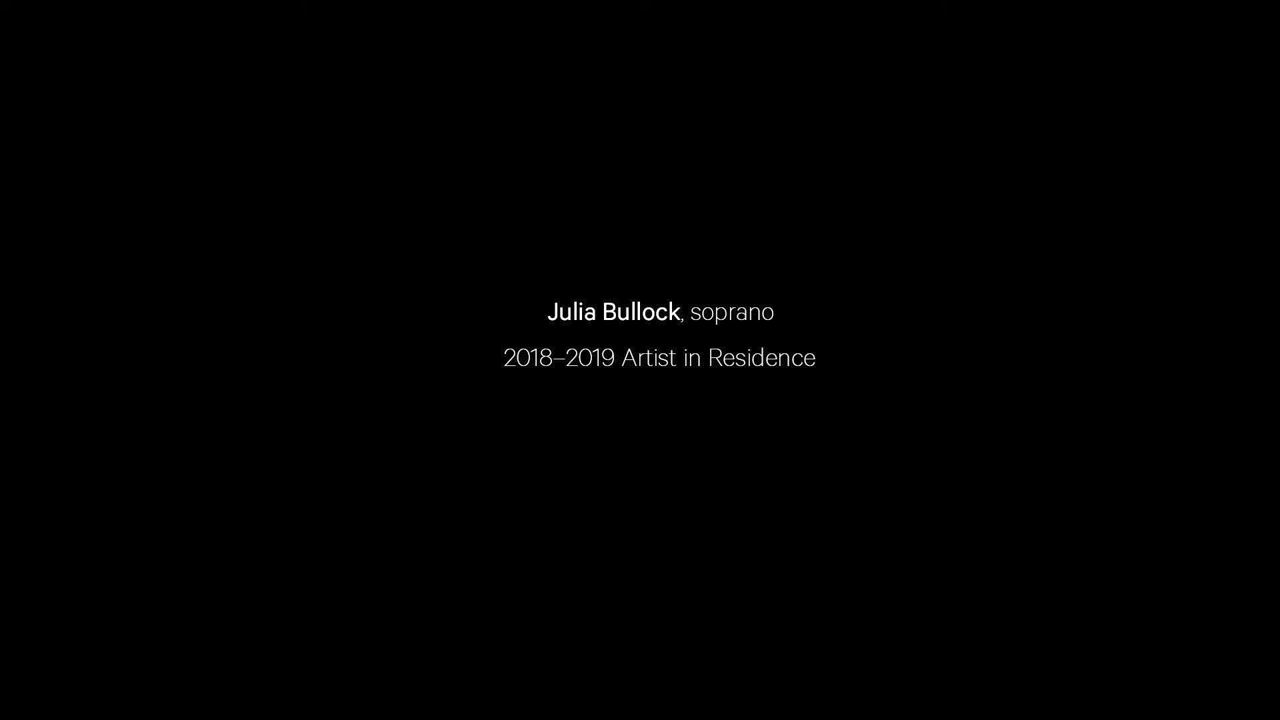 Julia Bullock, soprano
2018–2019 Artist in Residence